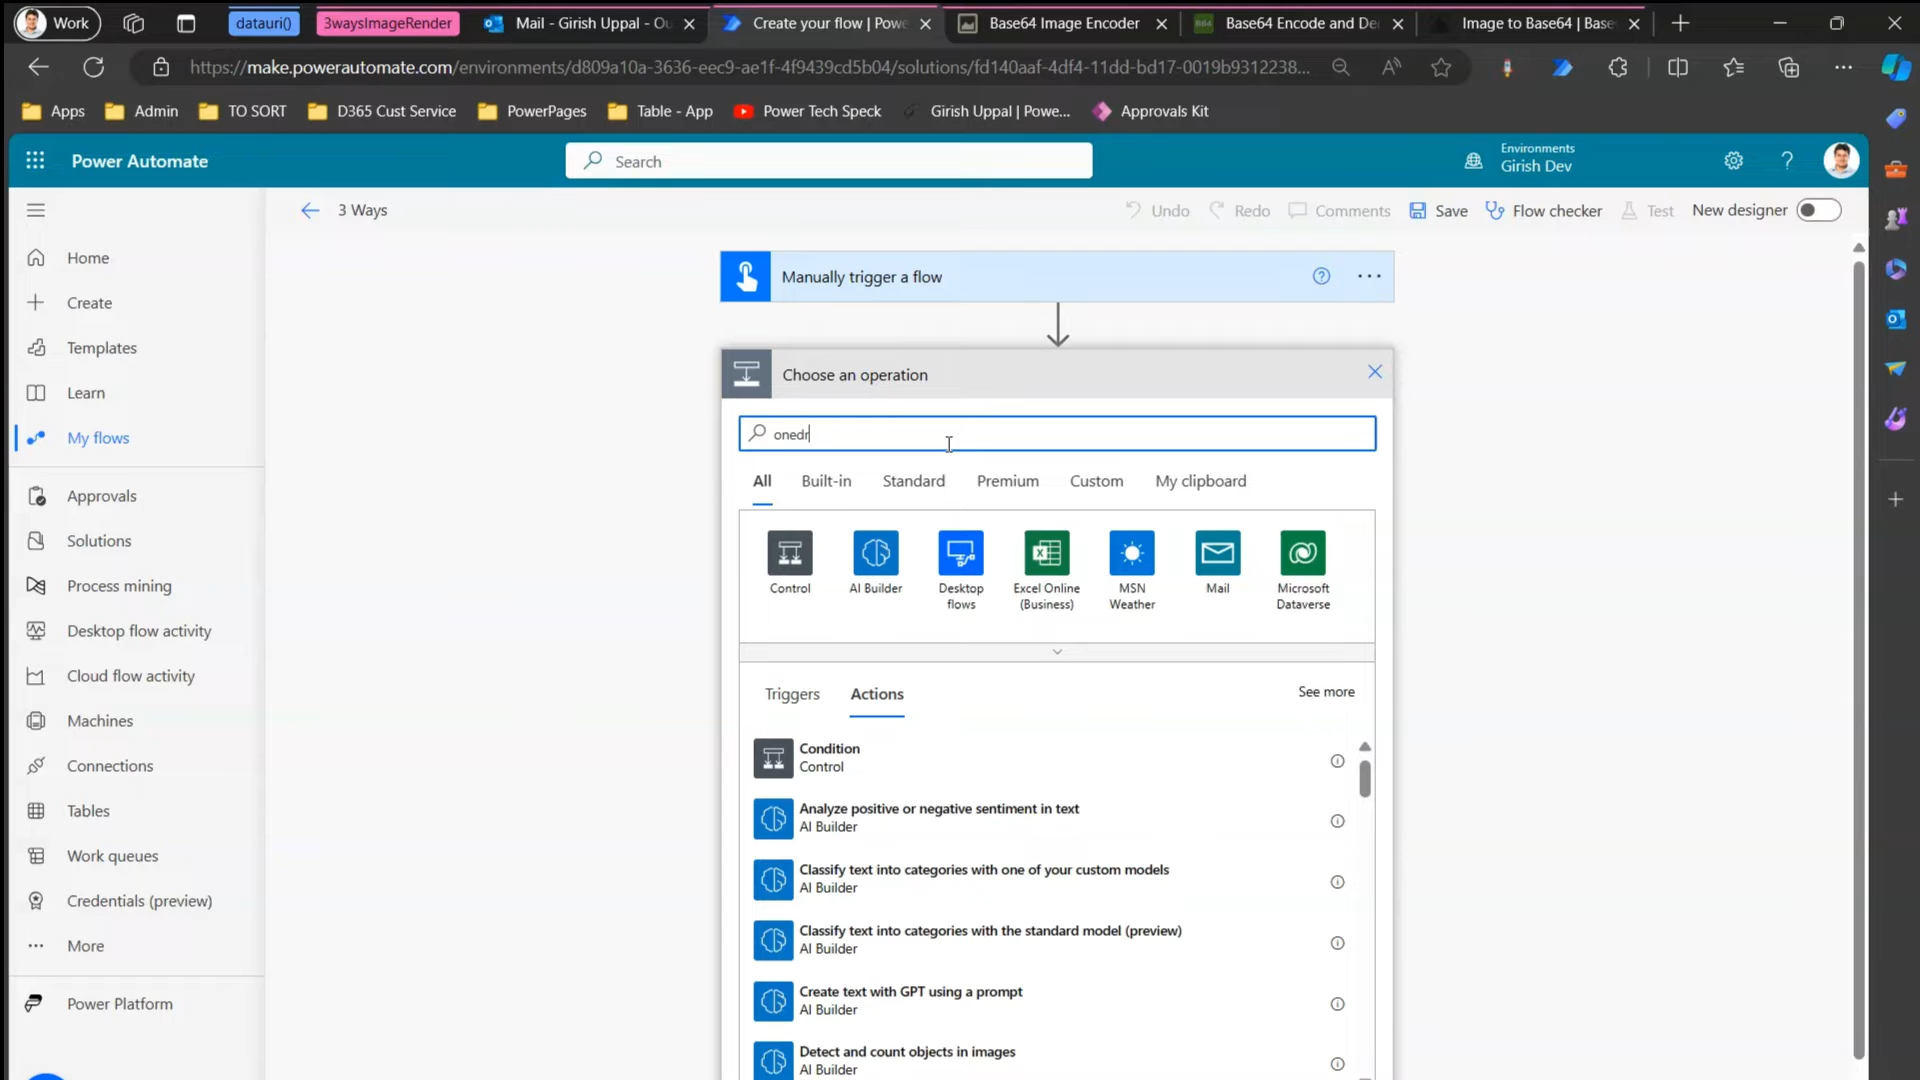 Work
datauri()
3waysImageRender
Mail - Girish Uppal - Ou
Create your flow | Powe
Base64 Image Encoder
Base64 Encode and De
Image to Base64 | Base
https://make.powerautomate.com/environments/d809a10a-3636-eec9-ae1f-4f9439cd5b04/solutions/fd140aaf-4df4-11dd-bd17-0019b9312238...
Apps
Admin
TO SORT
D365 Cust Service
PowerPages
Table - App
Power Tech Speck
Girish Uppal | Powe...
Approvals Kit
Power Automate
Search
Environments
Girish Dev
3 Ways
Undo
Redo
Comments
Save
Flow checker
Test
New designer
Home
Create
Templates
Learn
My flows
Approvals
Solutions
Process mining
Desktop flow activity
Cloud flow activity
Machines
Connections
Tables
Work queues
Credentials (preview)
More
Power Platform
Manually trigger a flow
Choose an operation
onedr
All
Built-in
Standard
Premium
Custom
My clipboard
Control
AI Builder
Desktop
flows
Excel Online
(Business)
MSN
Weather
Mail
Microsoft
Dataverse
Triggers
Actions
See more
Condition
Control
Analyze positive or negative sentiment in text
AI Builder
Classify text into categories with one of your custom models
AI Builder
Classify text into categories with the standard model (preview)
AI Builder
Create text with GPT using a prompt
AI Builder
Detect and count objects in images
AI Builder